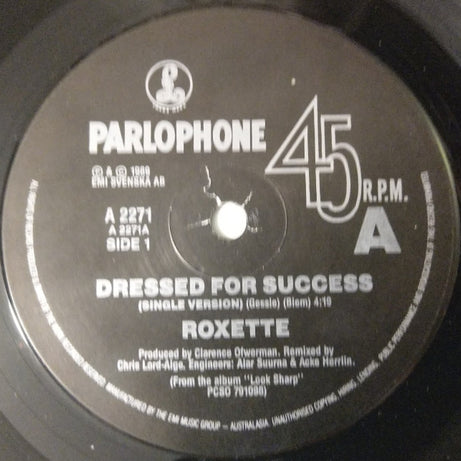 PARLOPHONE
45
R.P.M.
A
℗ & © 1988
EMI SVENSKA AB
A 2271
A 2271A
SIDE 1
DRESSED FOR SUCCESS
(SINGLE VERSION) (Gessle) (Blom) 4:10
ROXETTE
Produced by Clarence Ofwerman. Remixed by
Chris Lord-Alge. Engineers: Alar Suurna & Acke Herrlin.
(From the album "Look Sharp"
PCSO 791098)
MANUFACTURED BY THE EMI MUSIC GROUP – AUSTRALASIA. UNAUTHORISED COPYING, HIRING, LENDING, PUBLIC PERFORMANCE